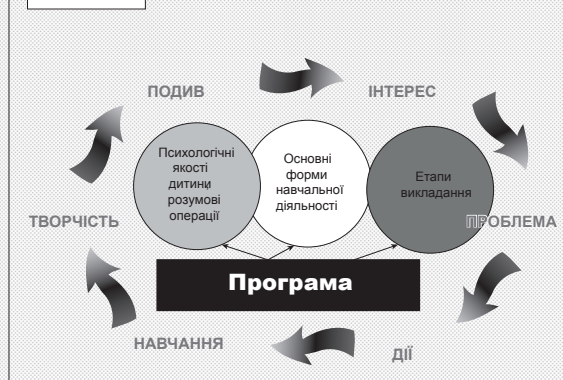 ПОДИВ
ІНТЕРЕС
Психологічні
якості
дитини
розумові
операції
Основні
форми
навчальної
діяльності
Етапи
викладання
ТВОРЧІСТЬ
ПРОБЛЕМА
Програма
НАВЧАННЯ
ДІЇ